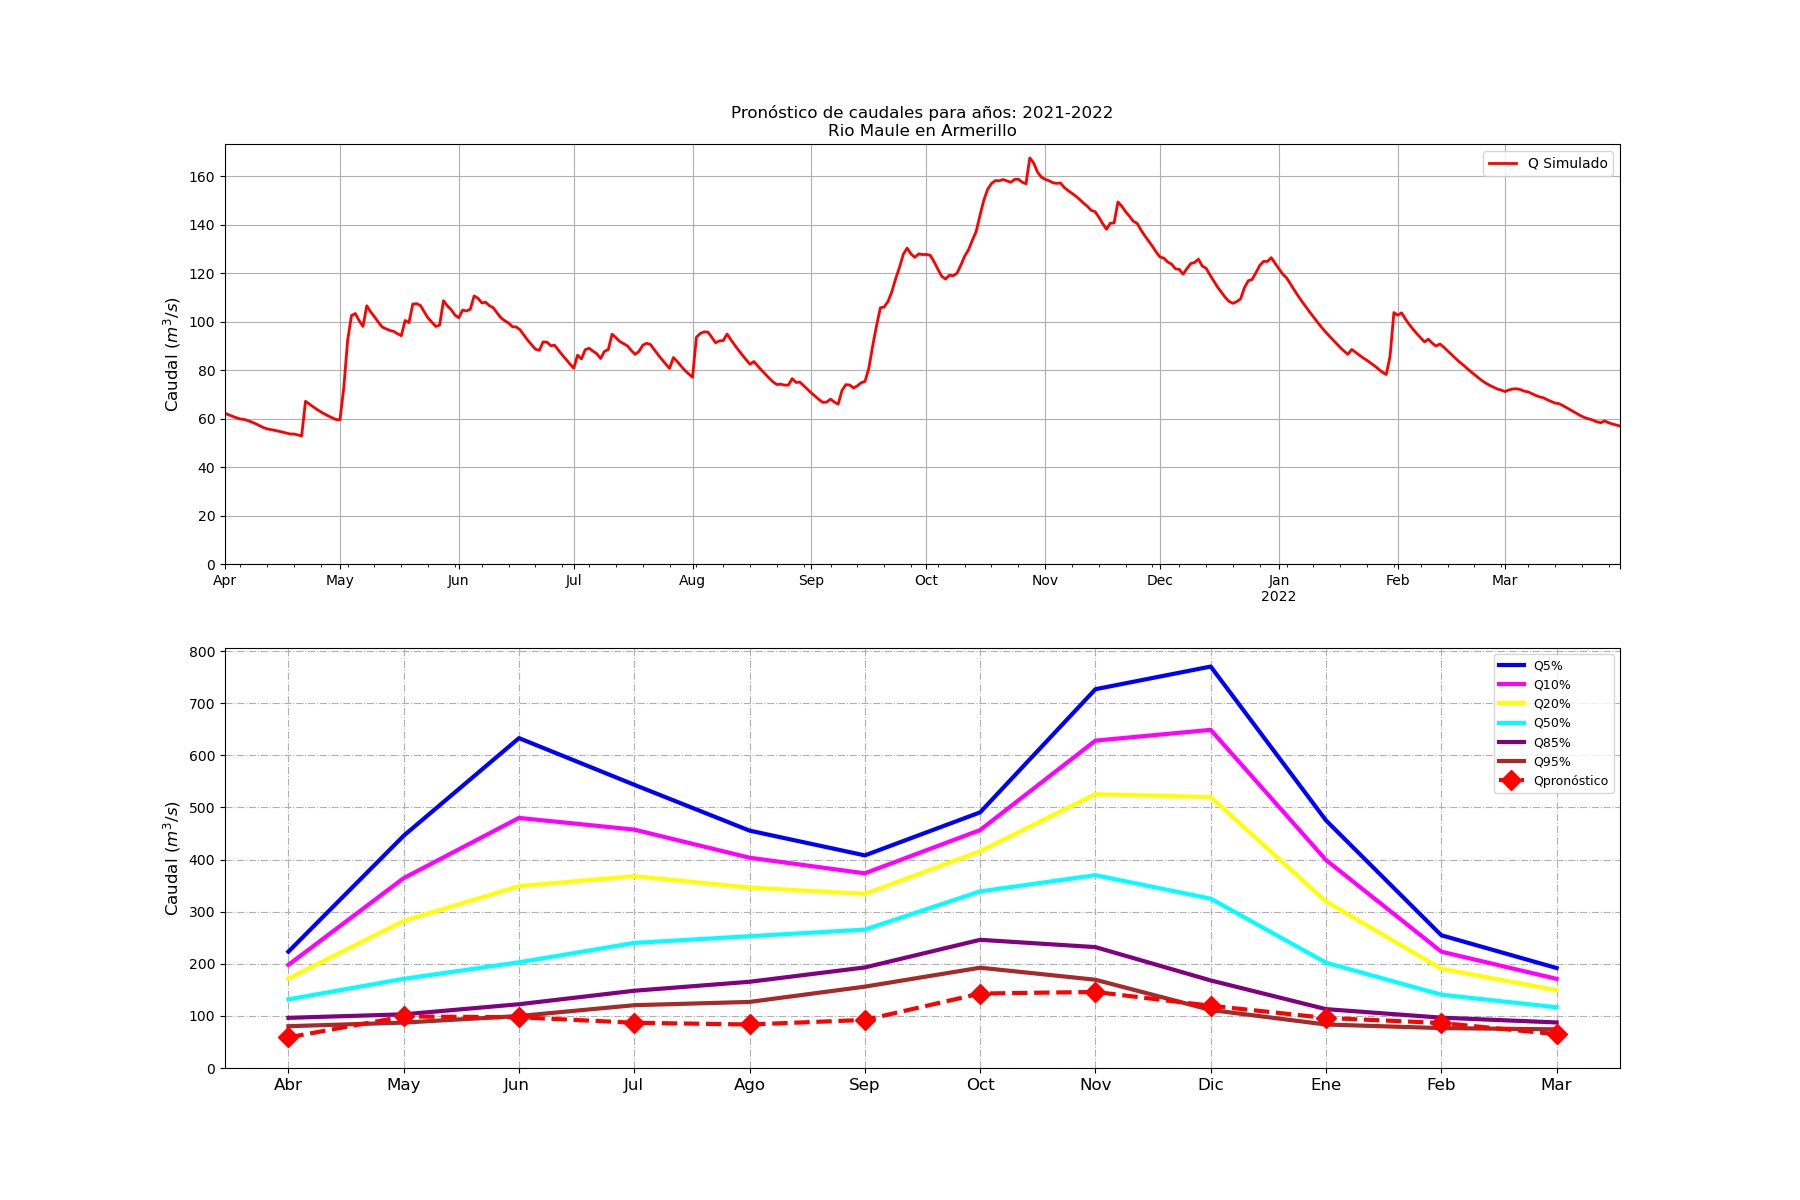 Pronóstico de caudales para años: 2021-2022
Rio Maule en Armerillo
Q Simulado
Caudal (m³/s)
160
140
120
100
80
60
40
20
0
Apr May Jun Jul Aug Sep Oct Nov Dec Jan Feb Mar
2022
Q5%
Q10%
Q20%
Q50%
Q85%
Q95%
Qpronóstico
Caudal (m³/s)
800
700
600
500
400
300
200
100
0
Abr May Jun Jul Ago Sep Oct Nov Dic Ene Feb Mar